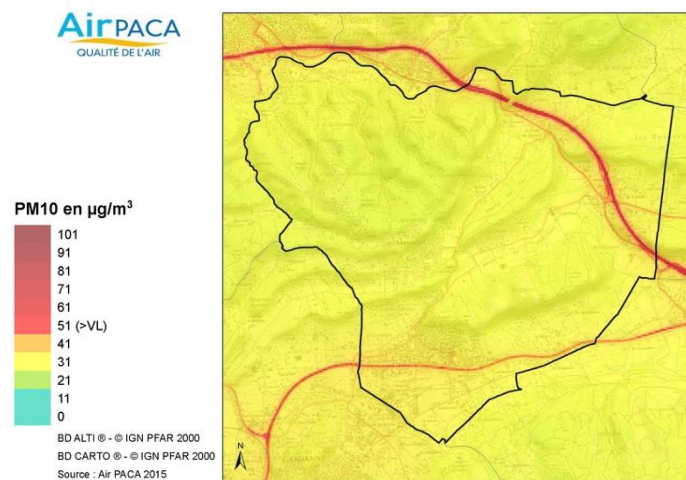 AirPACA
QUALITÉ DE L'AIR
PM10 en µg/m³
101
91
81
71
61
51 (>VL)
41
31
21
11
0
BD ALTI ® - © IGN PFAR 2000
BD CARTO ® - © IGN PFAR 2000
Source : Air PACA 2015
N